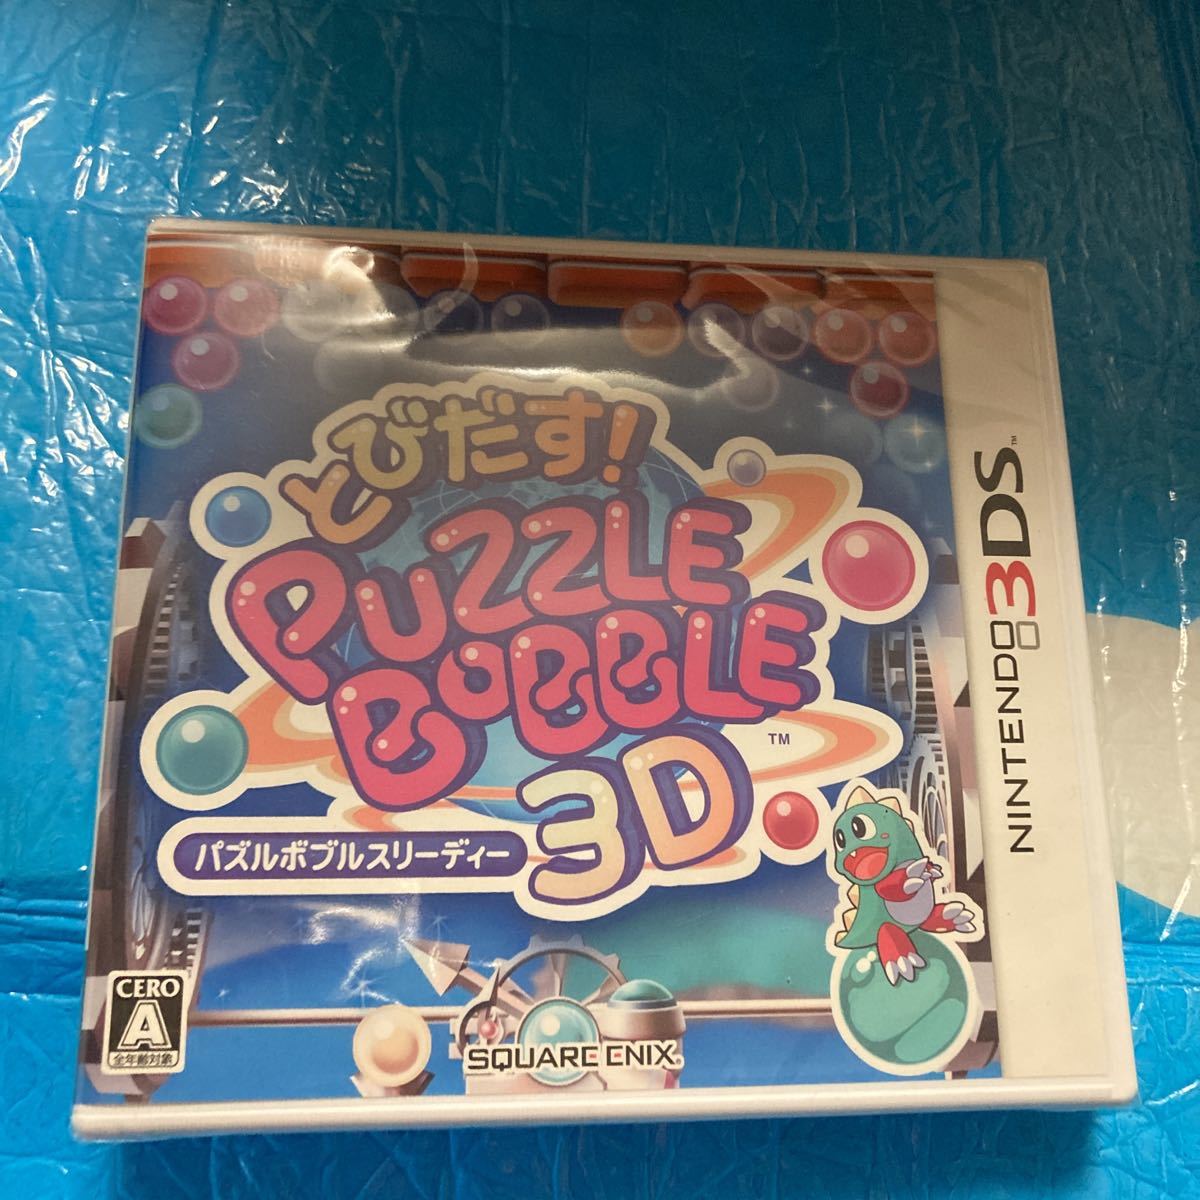 とびだす!
PUZZLE
BOBBLE
3D
TM
パズルボブルスリーディー
NINTENDO 3DS
TM
CERO
A
全年齢対象
SQUARE ENIX